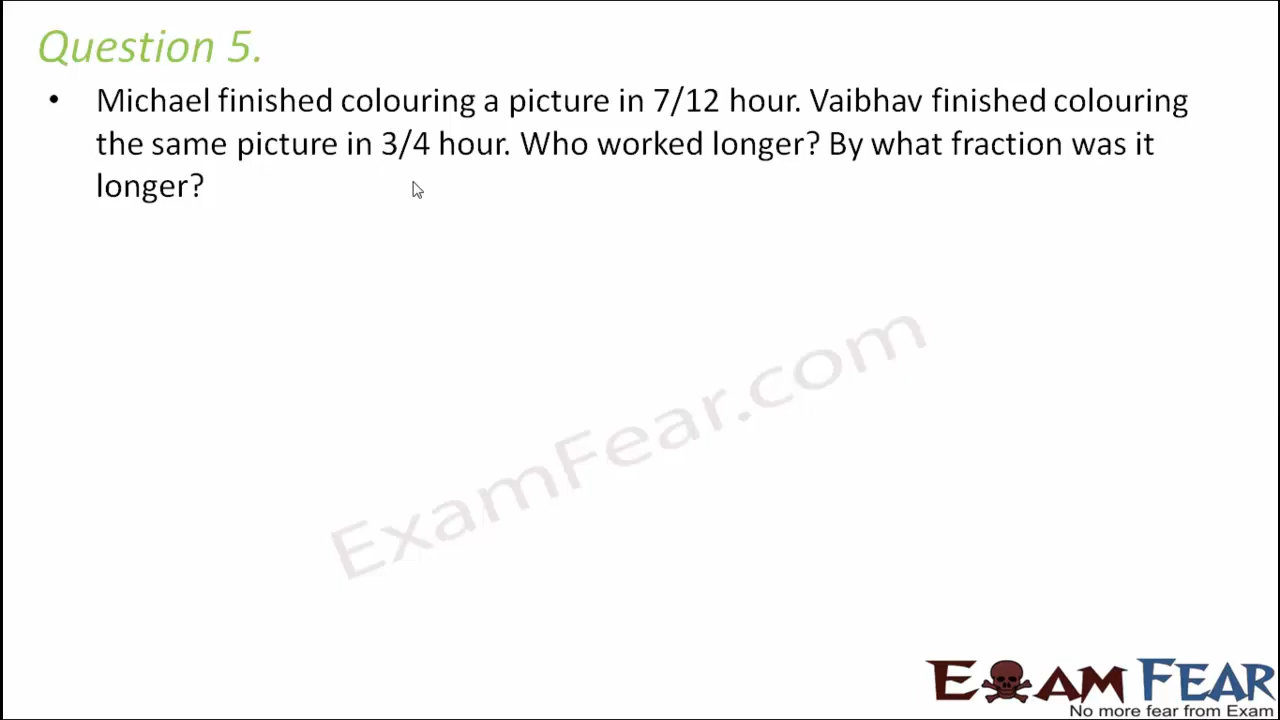 Question 5.
• Michael finished colouring a picture in 7/12 hour. Vaibhav finished colouring
the same picture in 3/4 hour. Who worked longer? By what fraction was it
longer?
ExamFear.com
EXAM FEAR
No more fear from Exam